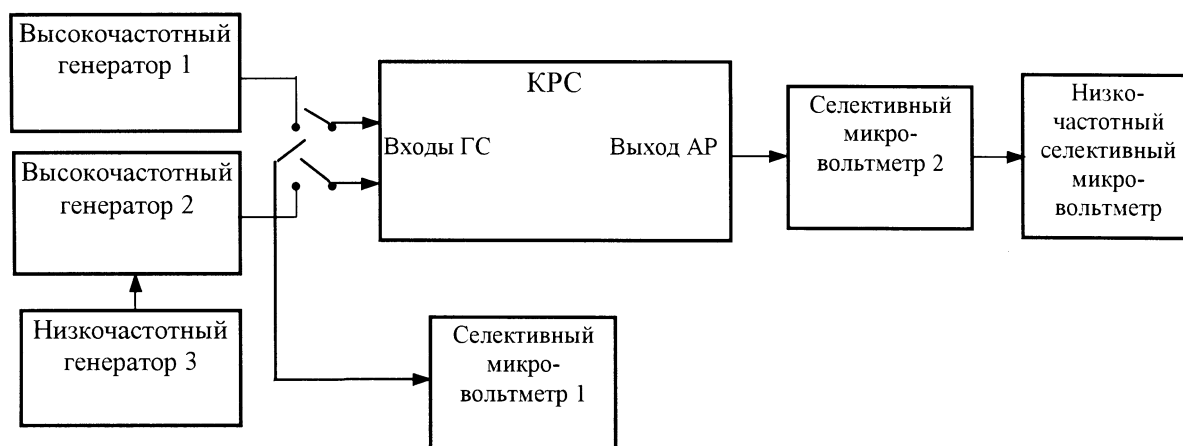 Высокочастотный
генератор 1
КРС
Входы ГС
Выход АР
Селективный
микро-
вольтметр 2
Низко-
частотный
селективный
микро-
вольтметр
Высокочастотный
генератор 2
Низкочастотный
генератор 3
Селективный
микро-
вольтметр 1